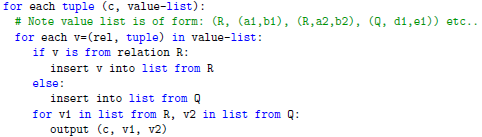 for each tuple (c, value-list):
# Note value list is of form: (R, (a1,b1), (R,a2,b2), (Q, d1,e1)) etc..
for each v=(rel, tuple) in value-list:
if v is from relation R:
insert v into list from R
else:
insert into list from Q
for v1 in list from R, v2 in list from Q:
output (c, v1, v2)